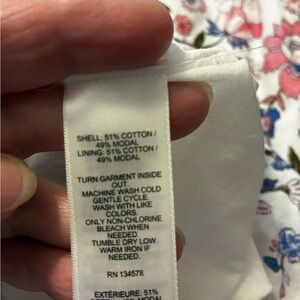 SHELL: 51% COTTON /
49% MODAL
LINING: 51% COTTON /
49% MODAL
TURN GARMENT INSIDE
OUT
MACHINE WASH COLD
GENTLE CYCLE.
WASH WITH LIKE
COLORS.
ONLY NON-CHLORINE
BLEACH WHEN
NEEDED
TUMBLE DRY LOW.
WARM IRON IF
NEEDED.
RN 134578
EXTÉRIEURE: 51%